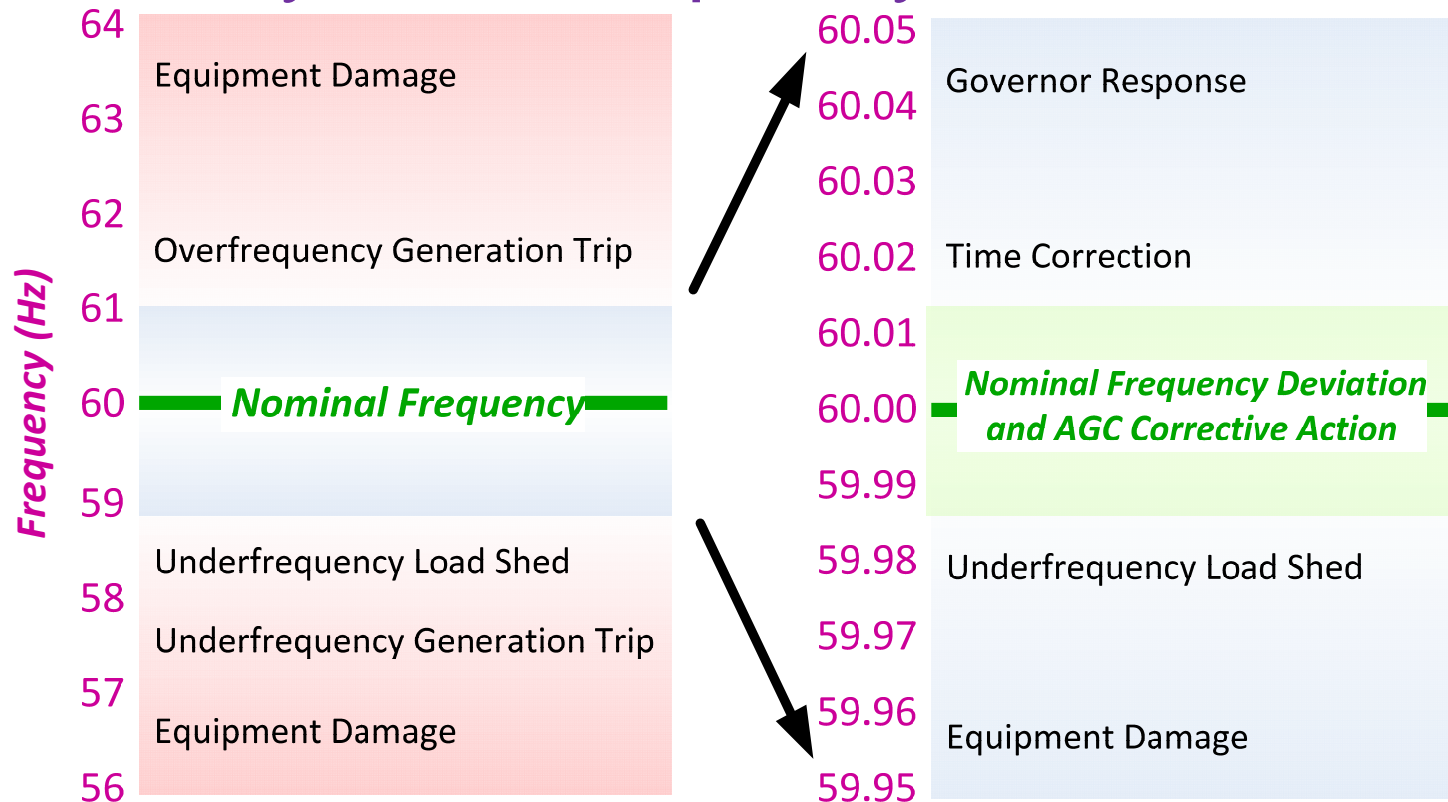 64
Equipment Damage
63
62
Overfrequency Generation Trip
61
60
Nominal Frequency
59
Underfrequency Load Shed
58
Underfrequency Generation Trip
57
Equipment Damage
56
Frequency (Hz)
60.05
Governor Response
60.04
60.03
60.02
Time Correction
60.01
Nominal Frequency Deviation
60.00
and AGC Corrective Action
59.99
59.98
Underfrequency Load Shed
59.97
59.96
Equipment Damage
59.95